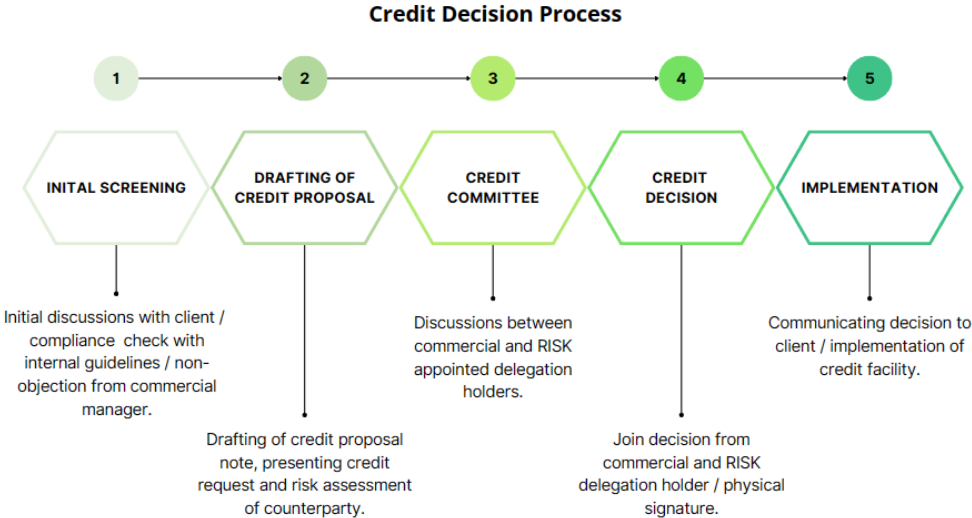 Credit Decision Process
1
2
3
4
5
INITAL SCREENING
DRAFTING OF
CREDIT PROPOSAL
CREDIT
COMMITTEE
CREDIT
DECISION
IMPLEMENTATION
Initial discussions with client /
compliance check with
internal guidelines / non-
objection from commercial
manager.
Drafting of credit proposal
note, presenting credit
request and risk assessment
of counterparty.
Discussions between
commercial and RISK
appointed delegation
holders.
Join decision from
commercial and RISK
delegation holder / physical
signature.
Communicating decision to
client / implementation of
credit facility.